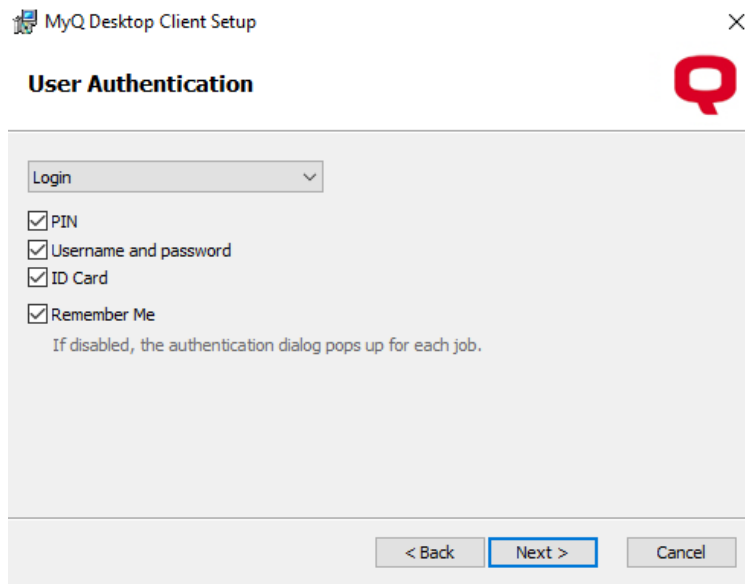 MyQ Desktop Client Setup
User Authentication
Login
PIN
Username and password
ID Card
Remember Me
If disabled, the authentication dialog pops up for each job.
< Back Next > Cancel